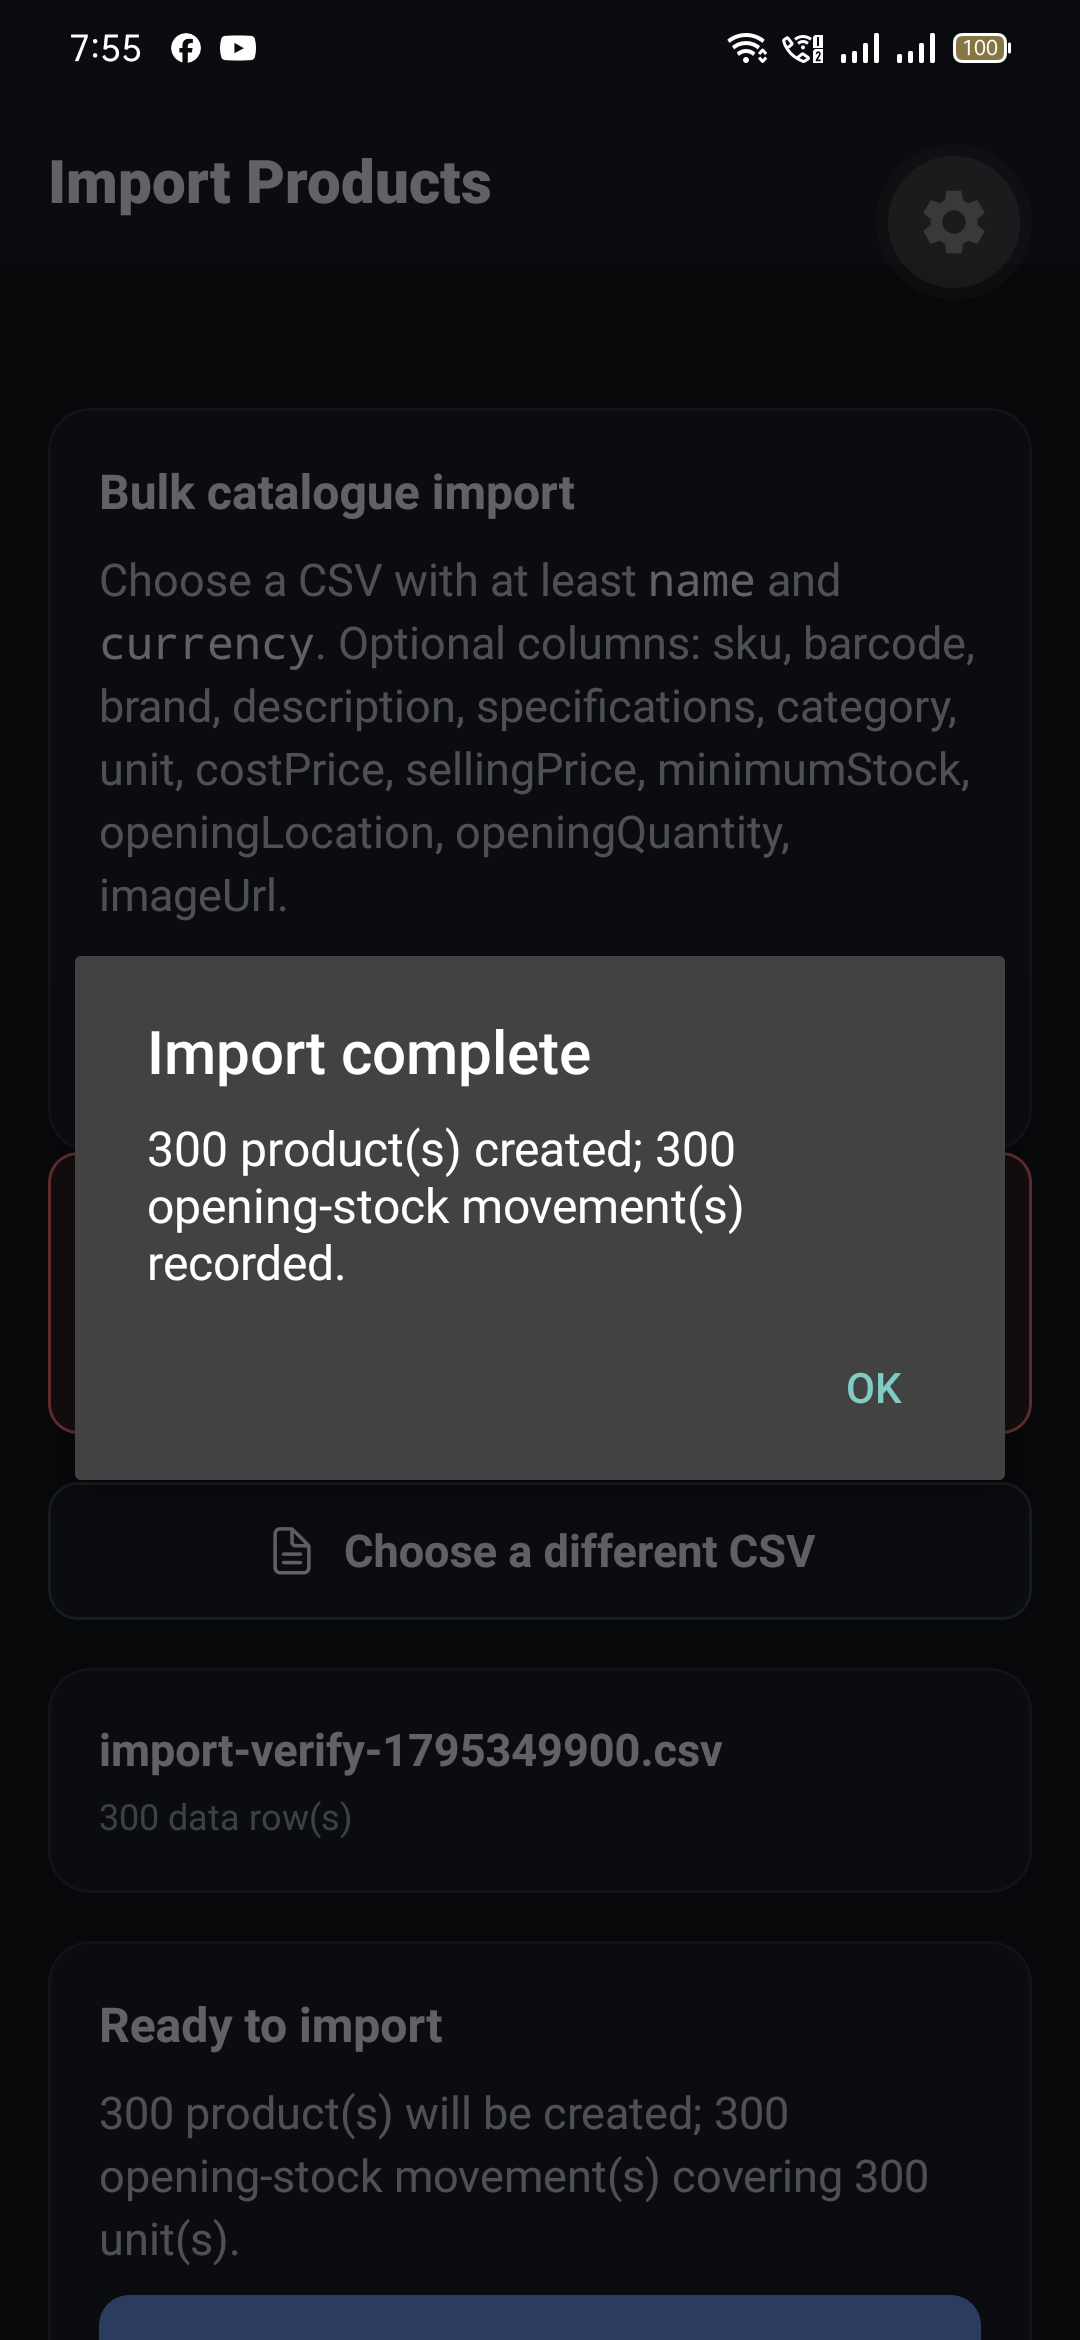 7:55
100
Import Products
Bulk catalogue import
Choose a CSV with at least name and
currency. Optional columns: sku, barcode,
brand, description, specifications, category,
unit, costPrice, sellingPrice, minimumStock,
openingLocation, openingQuantity,
imageUrl.
Import complete
300 product(s) created; 300
opening-stock movement(s)
recorded.
OK
Choose a different CSV
import-verify-1795349900.csv
300 data row(s)
Ready to import
300 product(s) will be created; 300
opening-stock movement(s) covering 300
unit(s).